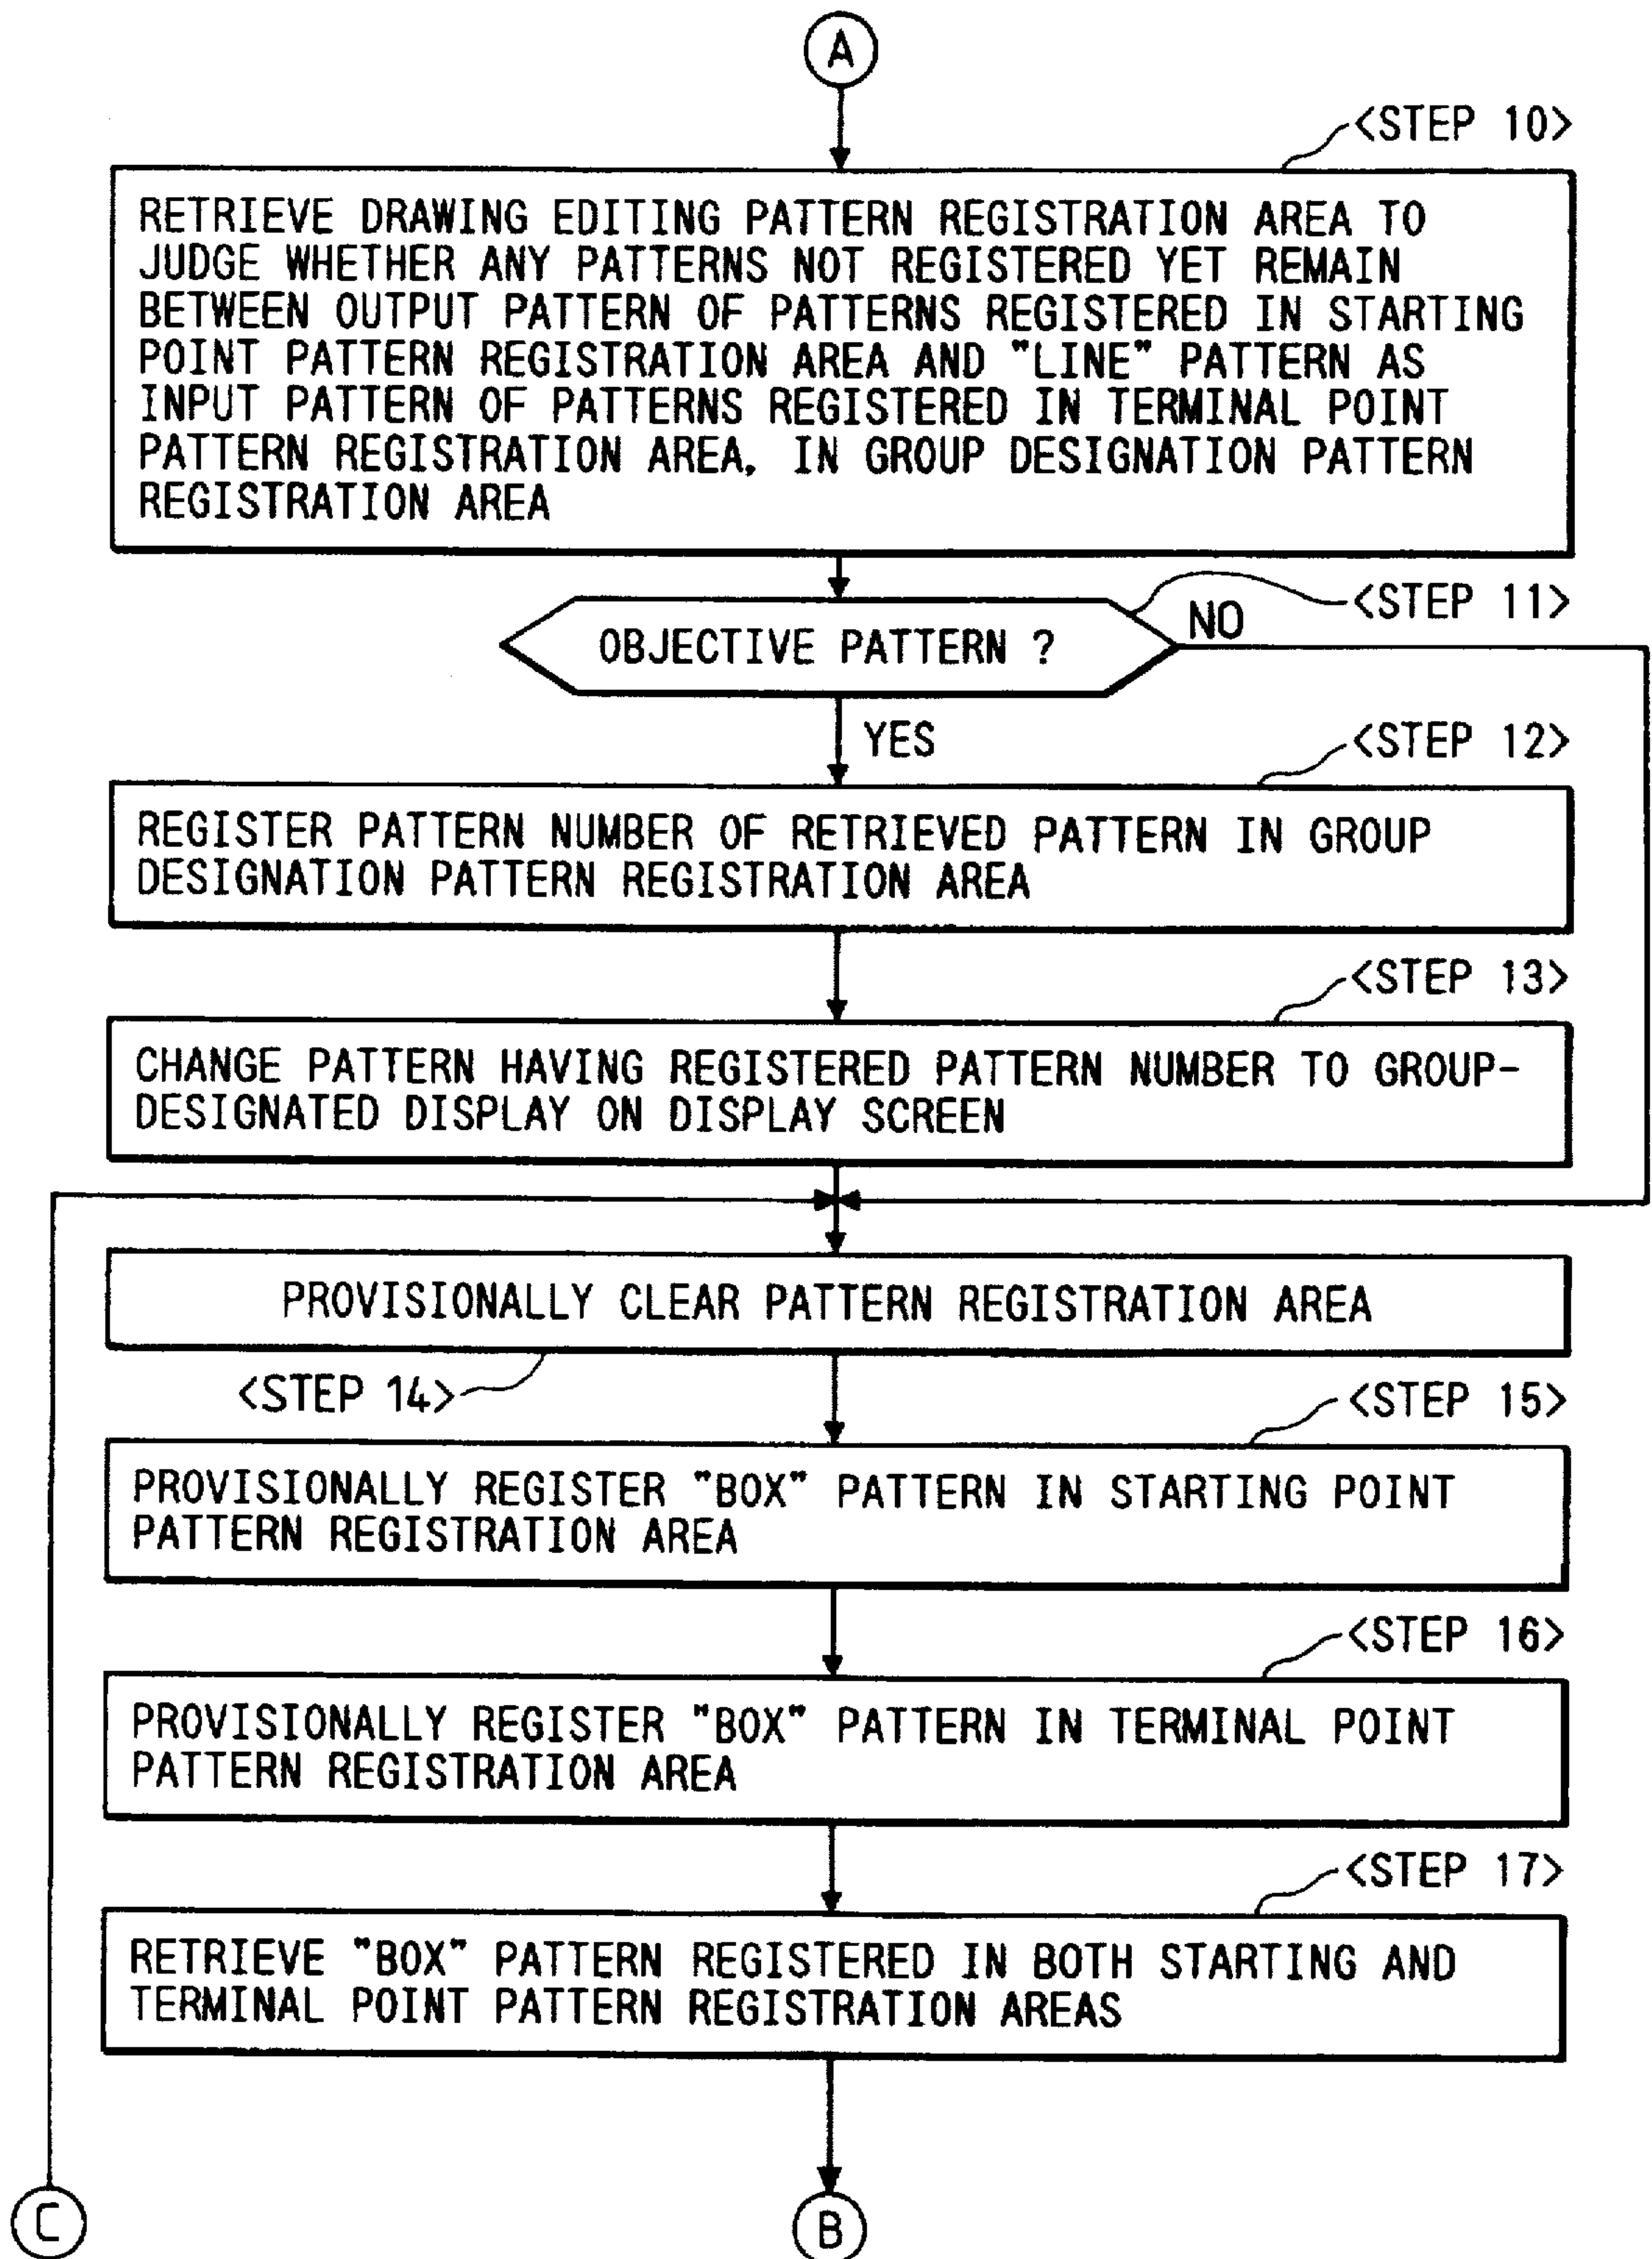 A
<STEP 10>
RETRIEVE DRAWING EDITING PATTERN REGISTRATION AREA TO
JUDGE WHETHER ANY PATTERNS NOT REGISTERED YET REMAIN
BETWEEN OUTPUT PATTERN OF PATTERNS REGISTERED IN STARTING
POINT PATTERN REGISTRATION AREA AND "LINE" PATTERN AS
INPUT PATTERN OF PATTERNS REGISTERED IN TERMINAL POINT
PATTERN REGISTRATION AREA, IN GROUP DESIGNATION PATTERN
REGISTRATION AREA
<STEP 11>
OBJECTIVE PATTERN ?
NO
YES
<STEP 12>
REGISTER PATTERN NUMBER OF RETRIEVED PATTERN IN GROUP
DESIGNATION PATTERN REGISTRATION AREA
<STEP 13>
CHANGE PATTERN HAVING REGISTERED PATTERN NUMBER TO GROUP-
DESIGNATED DISPLAY ON DISPLAY SCREEN
PROVISIONALLY CLEAR PATTERN REGISTRATION AREA
<STEP 14>
<STEP 15>
PROVISIONALLY REGISTER "BOX" PATTERN IN STARTING POINT
PATTERN REGISTRATION AREA
<STEP 16>
PROVISIONALLY REGISTER "BOX" PATTERN IN TERMINAL POINT
PATTERN REGISTRATION AREA
<STEP 17>
RETRIEVE "BOX" PATTERN REGISTERED IN BOTH STARTING AND
TERMINAL POINT PATTERN REGISTRATION AREAS
C
B